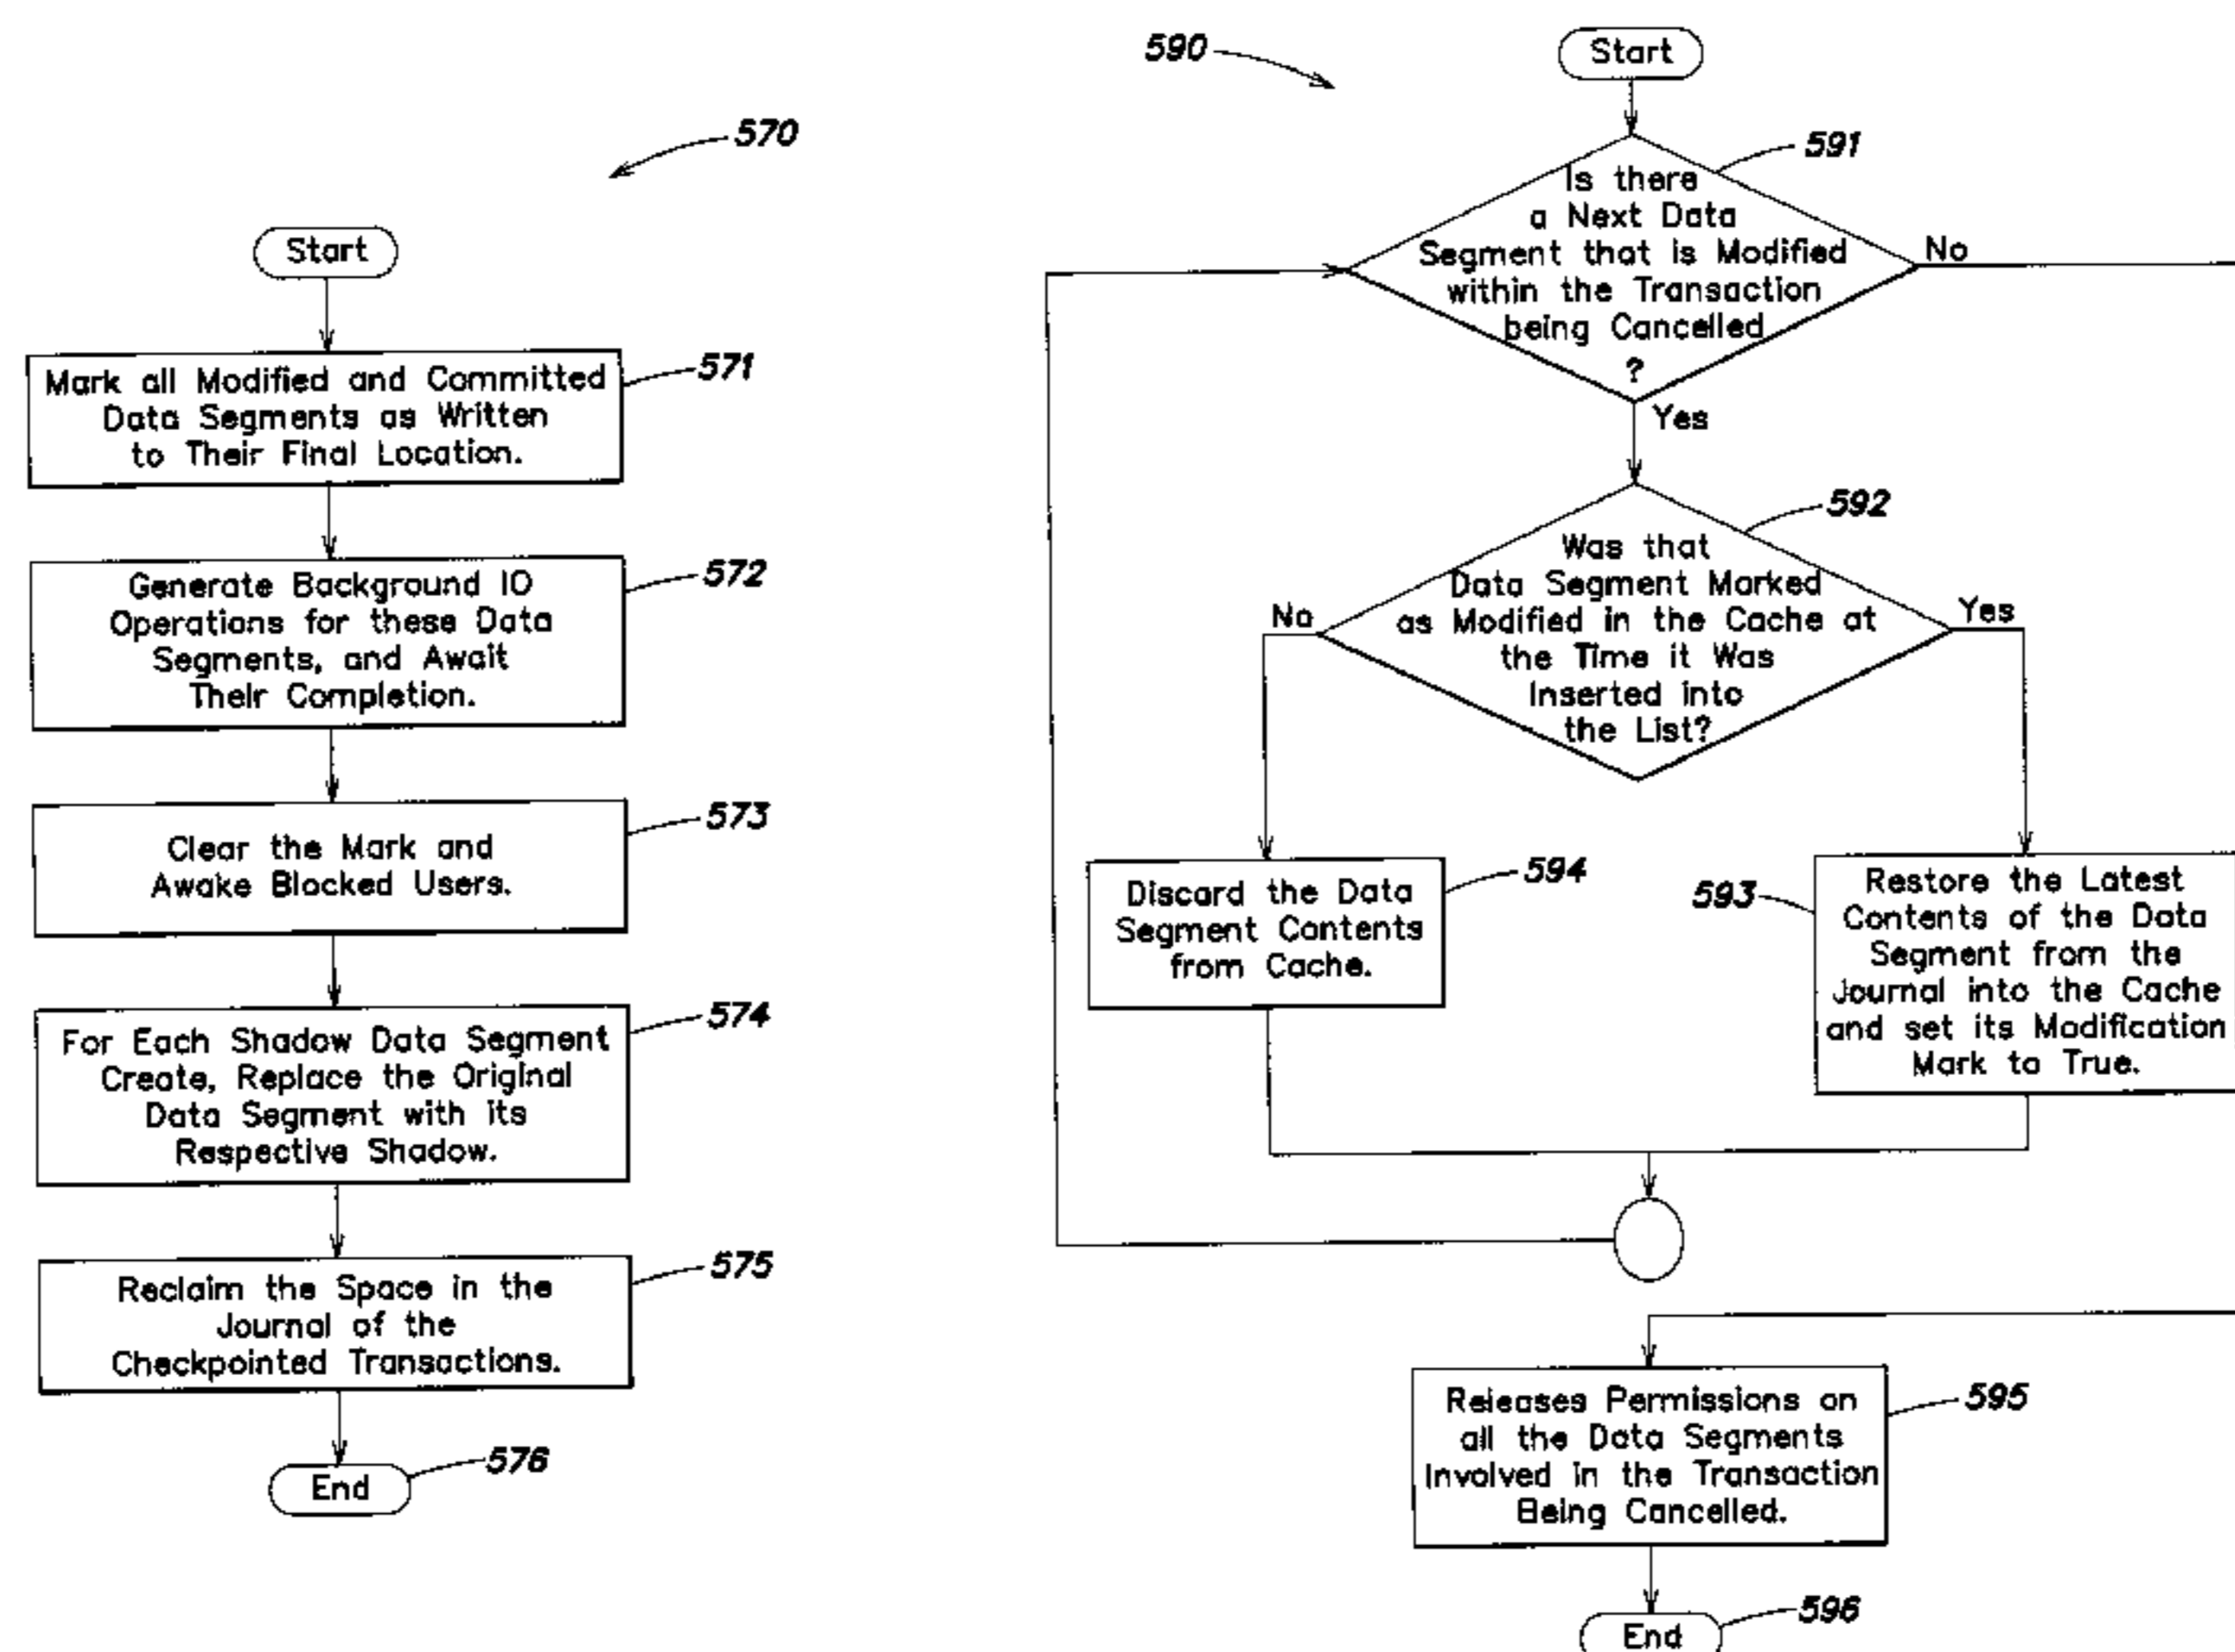 570
Start
Mark all Modified and Committed
Data Segments as Written
to Their Final Location.
571
Generate Background IO
Operations for these Data
Segments, and Await
Their Completion.
572
Clear the Mark and
Awake Blocked Users.
573
For Each Shadow Data Segment
Create, Replace the Original
Data Segment with its
Respective Shadow.
574
Reclaim the Space in the
Journal of the
Checkpointed Transactions.
575
End
576
590
Start
Is there
a Next Data
Segment that is Modified
within the Transaction
being Cancelled
?
591
No
Yes
Was that
Data Segment Marked
as Modified in the Cache at
the Time it Was
Inserted into
the List?
592
No
Yes
Discard the Data
Segment Contents
from Cache.
594
593
Restore the Latest
Contents of the Data
Segment from the
Journal into the Cache
and set its Modification
Mark to True.
Releases Permissions on
all the Data Segments
Involved in the Transaction
Being Cancelled.
595
End
596